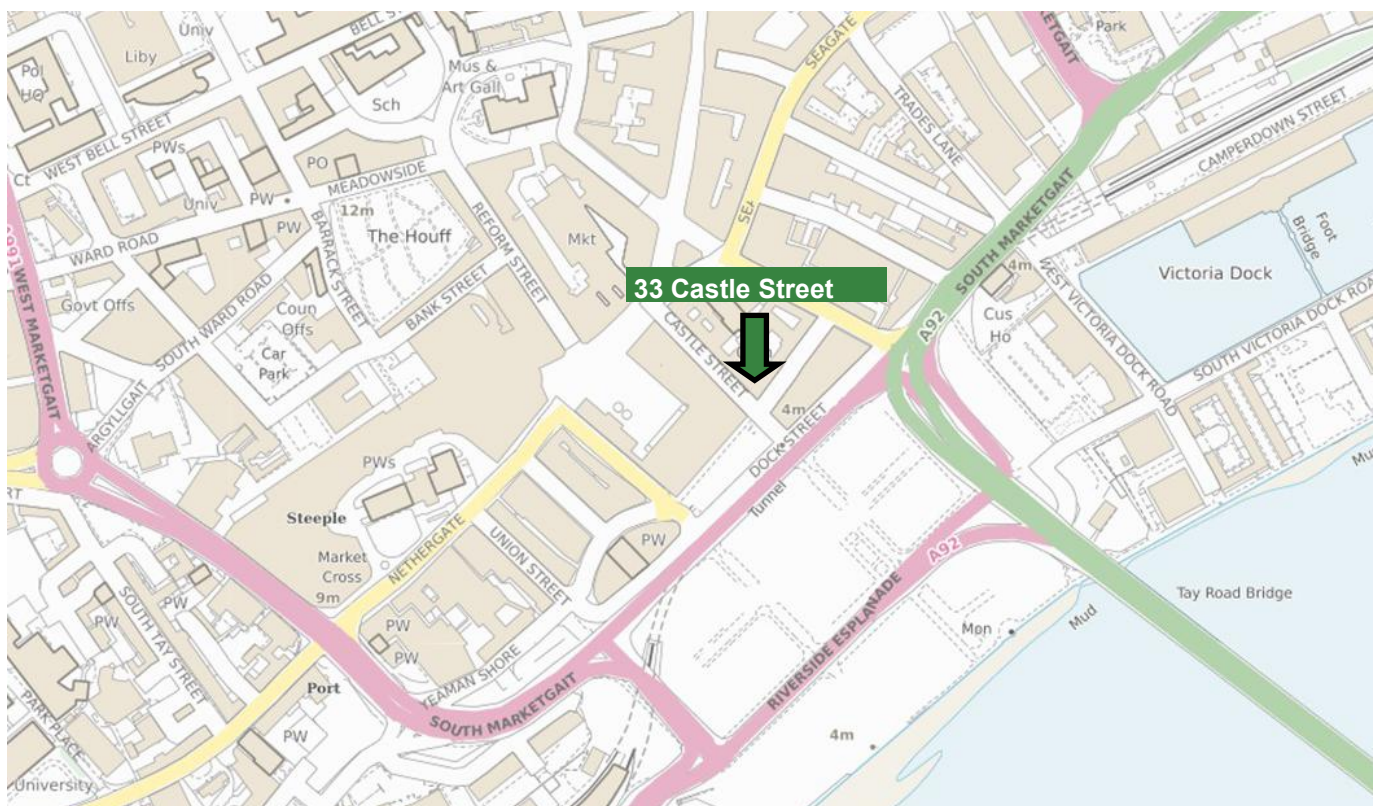 Univ
Liby
BELL ST
Pol
HQ
Mus &
Art Gall
Sch
SEAGATE
KETGAIT
Park
TRADES LANE
CAMPERDOWN STREET
WEST BELL STREET
PWs
Ct
PO
MEADOWSIDE
Univ
PW
BARRACK STREET
12m
The Houff
REFORM STREET
Mkt
SEA
SOUTH MARKETGAIT
4m
Foot
Bridge
Victoria Dock
WARD ROAD
PW
WEST MARKETGAIT
Govt Offs
SOUTH WARD ROAD
Coun
Offs
BANK STREET
33 Castle Street
CASTLE STREET
A92
Cus
Ho
WEST VICTORIA DOCK ROAD
SOUTH VICTORIA DOCK ROAD
Car
Park
ARGYLLGAIT
4m
DOCK STREET
Tunnel
PWs
Steeple
Market
Cross
9m
NETHERGATE
UNION STREET
PW
A92
Tay Road Bridge
Mud
SOUTH TAY STREET
PW
PW
PW
PW
RIVERSIDE ESPLANADE
Mon
YEAMAN SHORE
Port
SOUTH MARKETGAIT
PARK PLACE
PW
4m
University